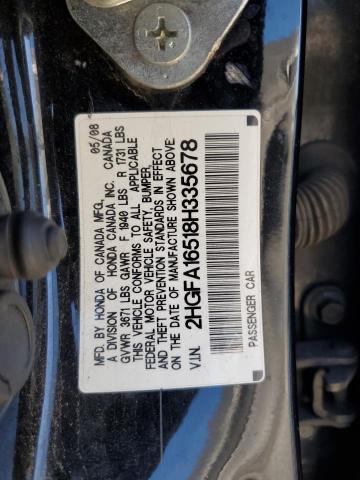 MFD. BY HONDA OF CANADA MFG. 05/08
A DIVISION OF HONDA CANADA INC. CANADA
GVWR 3671 LBS GAWR F 1940 LBS R 1731 LBS
THIS VEHICLE CONFORMS TO ALL APPLICABLE
FEDERAL MOTOR VEHICLE SAFETY, BUMPER,
AND THEFT PREVENTION STANDARDS IN EFFECT
ON THE DATE OF MANUFACTURE SHOWN ABOVE.
V.I.N. 2HGFA16518H335678
PASSENGER CAR